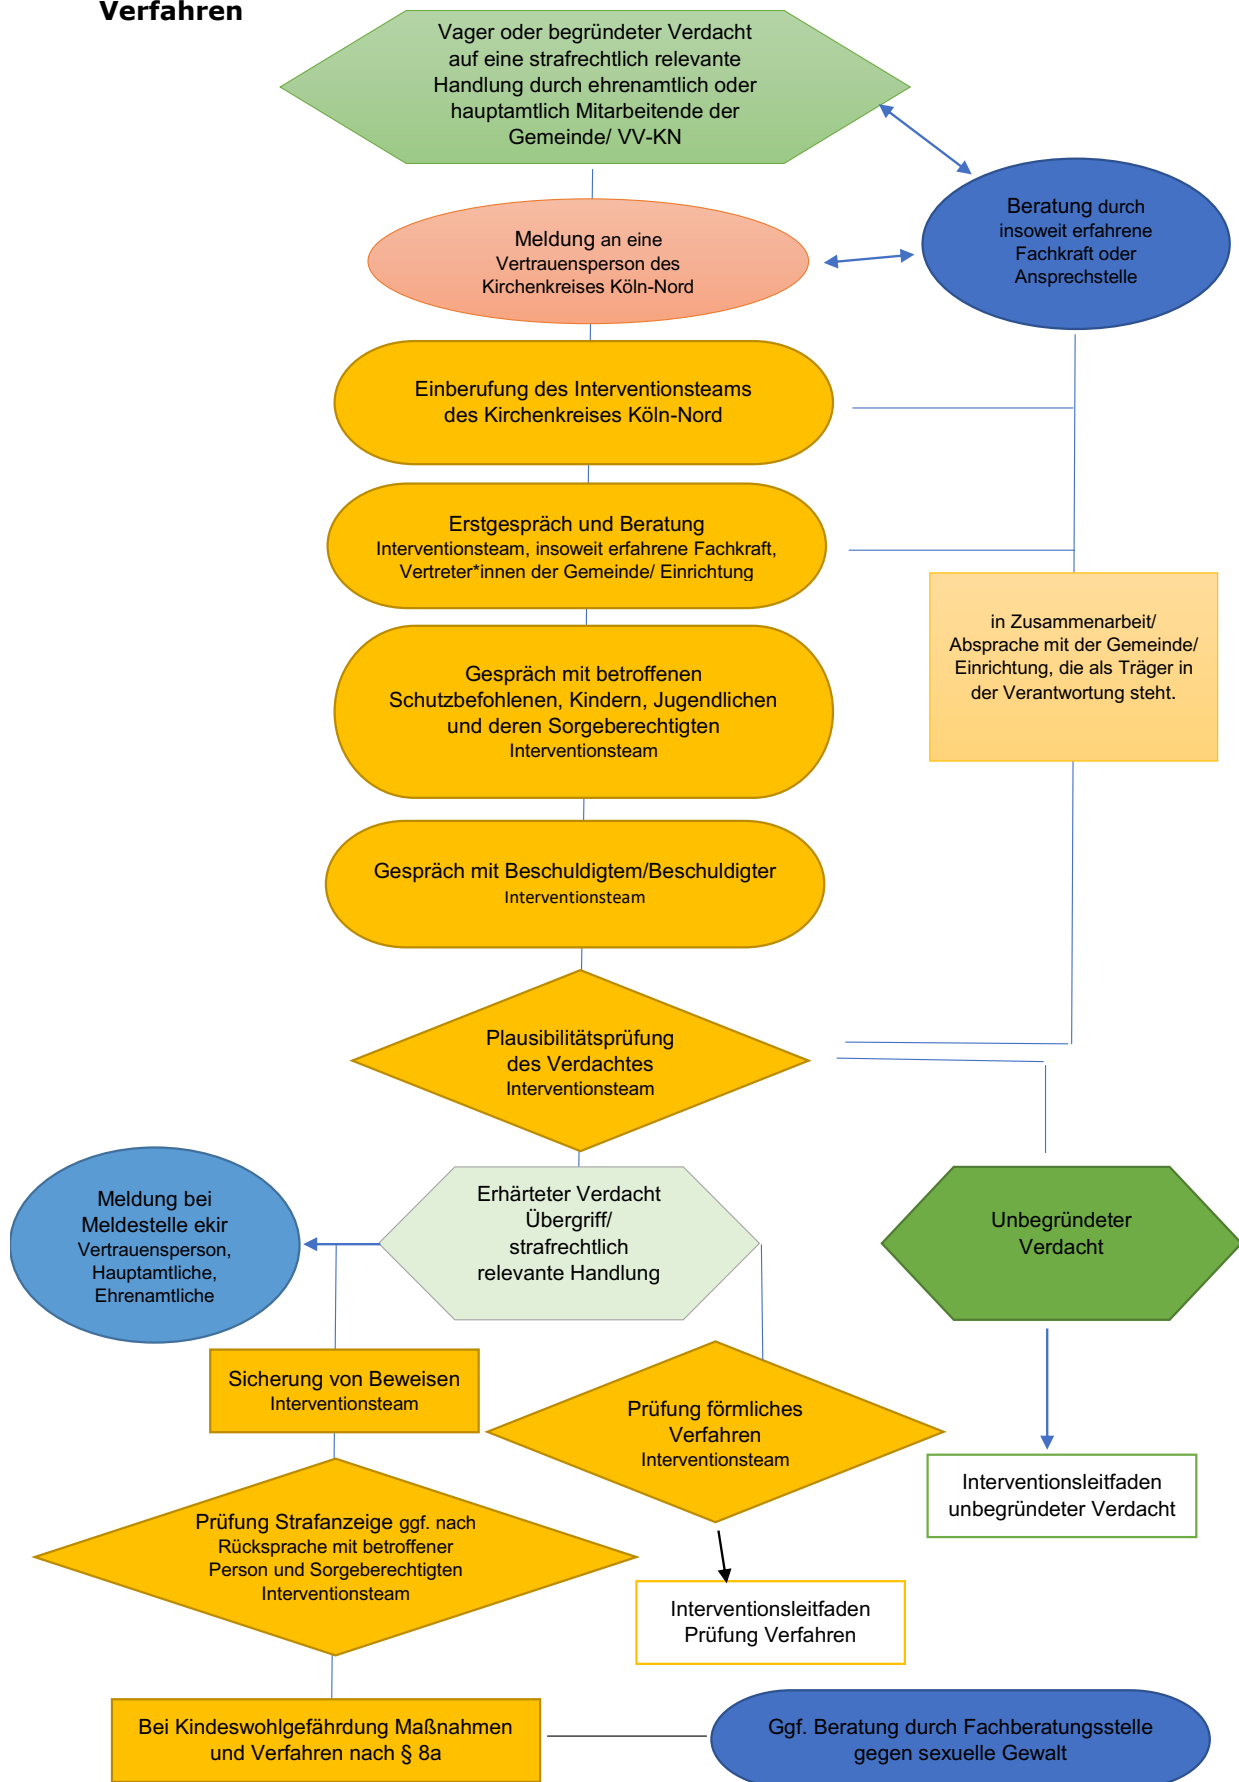 Verfahren
Vager oder begründeter Verdacht
auf eine strafrechtlich relevante
Handlung durch ehrenamtlich oder
hauptamtlich Mitarbeitende der
Gemeinde/ VV-KN
Beratung durch
insoweit erfahrene
Fachkraft oder
Ansprechstelle
Meldung an eine
Vertrauensperson des
Kirchenkreises Köln-Nord
Einberufung des Interventionsteams
des Kirchenkreises Köln-Nord
Erstgespräch und Beratung
Interventionsteam, insoweit erfahrene Fachkraft,
Vertreter*innen der Gemeinde/ Einrichtung
in Zusammenarbeit/
Absprache mit der Gemeinde/
Einrichtung, die als Träger in
der Verantwortung steht.
Gespräch mit betroffenen
Schutzbefohlenen, Kindern, Jugendlichen
und deren Sorgeberechtigten
Interventionsteam
Gespräch mit Beschuldigtem/Beschuldigter
Interventionsteam
Plausibilitätsprüfung
des Verdachtes
Interventionsteam
Meldung bei
Meldestelle ekir
Vertrauensperson,
Hauptamtliche,
Ehrenamtliche
Erhärteter Verdacht
Übergriff/
strafrechtlich
relevante Handlung
Unbegründeter
Verdacht
Sicherung von Beweisen
Interventionsteam
Prüfung förmliches
Verfahren
Interventionsteam
Interventionsleitfaden
unbegründeter Verdacht
Prüfung Strafanzeige ggf. nach
Rücksprache mit betroffener
Person und Sorgeberechtigten
Interventionsteam
Interventionsleitfaden
Prüfung Verfahren
Bei Kindeswohlgefährdung Maßnahmen
und Verfahren nach § 8a
Ggf. Beratung durch Fachberatungsstelle
gegen sexuelle Gewalt